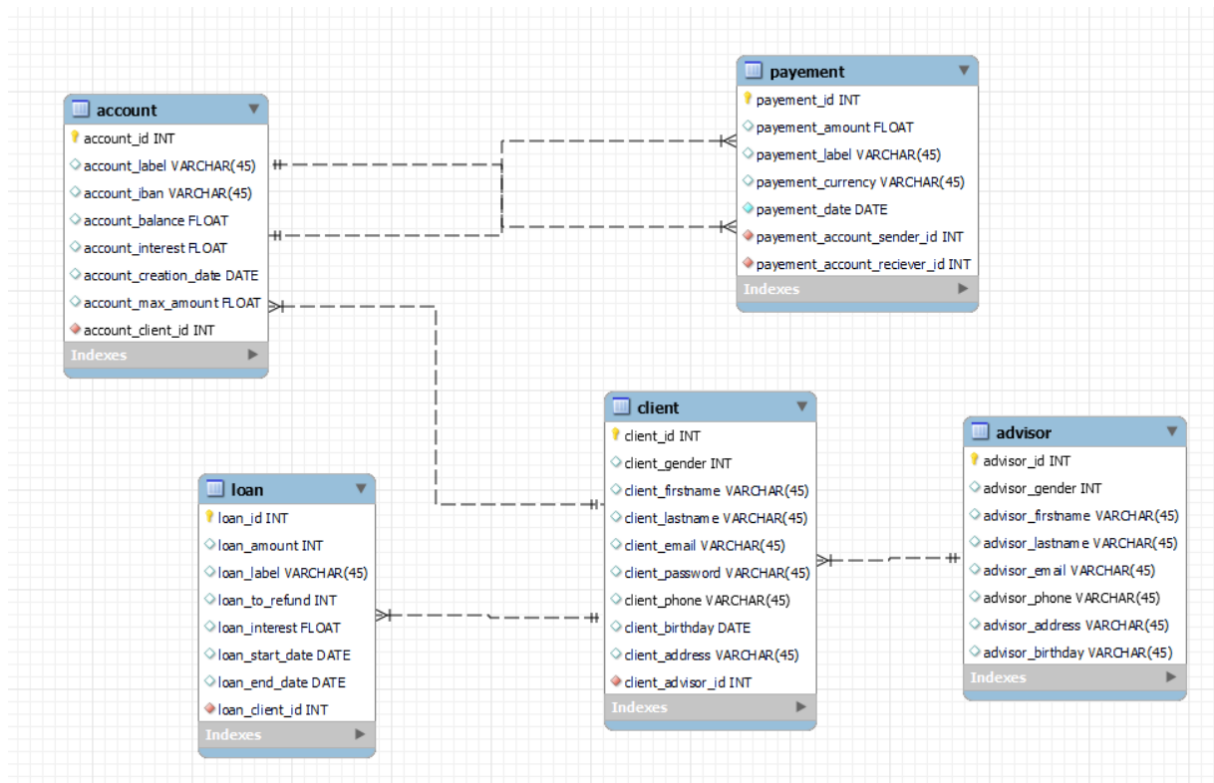 account
account_id INT
account_label VARCHAR(45)
account_iban VARCHAR(45)
account_balance FLOAT
account_interest FLOAT
account_creation_date DATE
account_max_amount FLOAT
account_client_id INT
Indexes
payement
payement_id INT
payement_amount FLOAT
payement_label VARCHAR(45)
payement_currency VARCHAR(45)
payement_date DATE
payement_account_sender_id INT
payement_account_reciever_id INT
Indexes
loan
loan_id INT
loan_amount INT
loan_label VARCHAR(45)
loan_to_refund INT
loan_interest FLOAT
loan_start_date DATE
loan_end_date DATE
loan_client_id INT
Indexes
client
client_id INT
client_gender INT
client_firstname VARCHAR(45)
client_lastname VARCHAR(45)
client_email VARCHAR(45)
client_password VARCHAR(45)
client_phone VARCHAR(45)
client_birthday DATE
client_address VARCHAR(45)
client_advisor_id INT
Indexes
advisor
advisor_id INT
advisor_gender INT
advisor_firstname VARCHAR(45)
advisor_lastname VARCHAR(45)
advisor_email VARCHAR(45)
advisor_phone VARCHAR(45)
advisor_address VARCHAR(45)
advisor_birthday VARCHAR(45)
Indexes